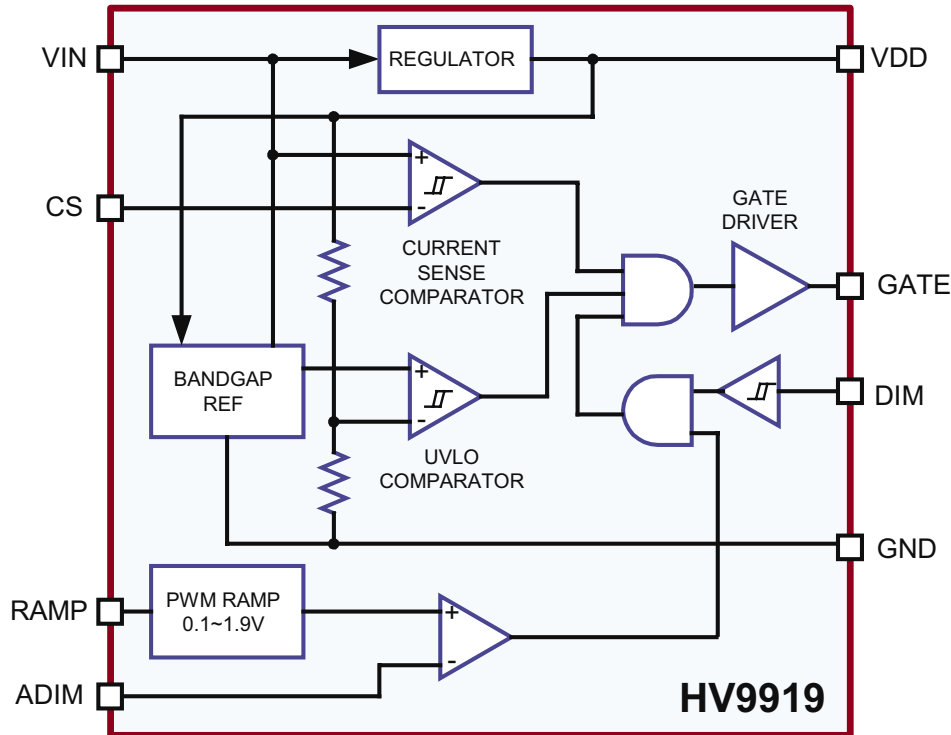 VIN
REGULATOR
VDD
+
-
CS
CURRENT
SENSE
COMPARATOR
GATE
DRIVER
GATE
BANDGAP
REF
+
-
DIM
UVLO
COMPARATOR
GND
RAMP
PWM RAMP
0.1~1.9V
+
-
ADIM
HV9919